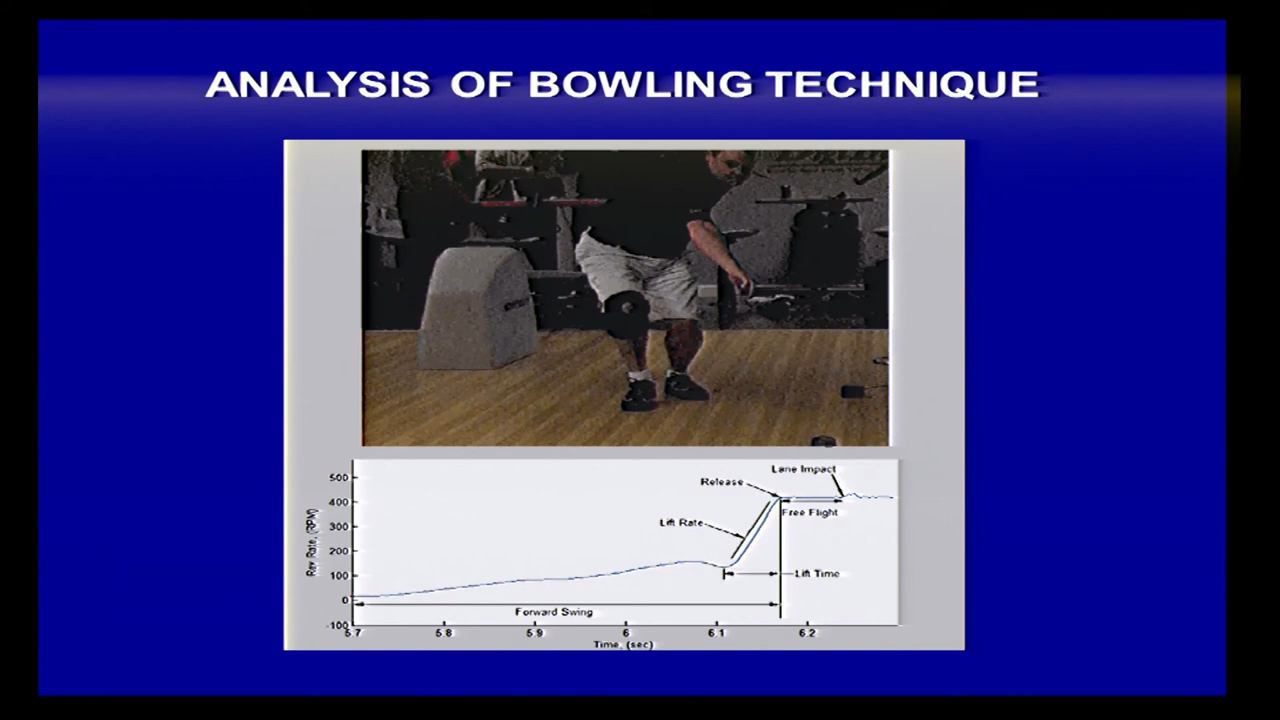 ANALYSIS OF BOWLING TECHNIQUE
500
400
300
200
100
0
-100
Rev Rate, (RPM)
Lane Impact
Release
Free Flight
Lift Rate
Lift Time
Forward Swing
5.7 5.8 5.9 6 6.1 6.2
Time, (sec)